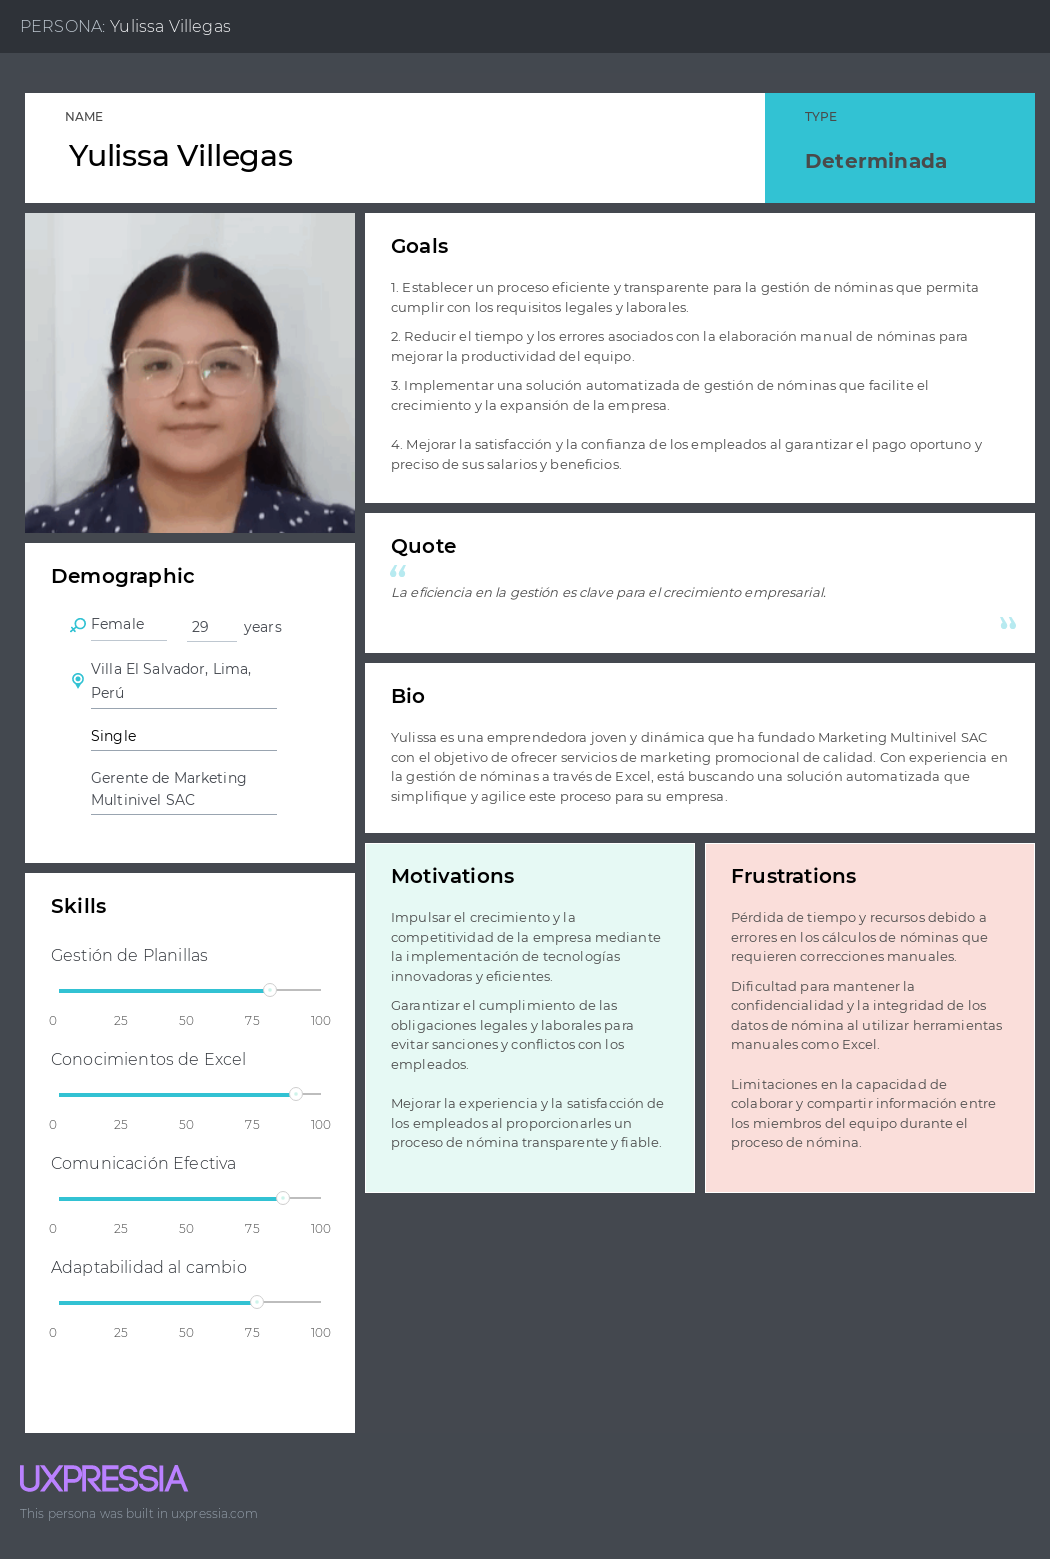 PERSONA: Yulissa Villegas
NAME
Yulissa Villegas
TYPE
Determinada
Goals
1. Establecer un proceso eficiente y transparente para la gestión de nóminas que permita
cumplir con los requisitos legales y laborales.
2. Reducir el tiempo y los errores asociados con la elaboración manual de nóminas para
mejorar la productividad del equipo.
3. Implementar una solución automatizada de gestión de nóminas que facilite el
crecimiento y la expansión de la empresa.
4. Mejorar la satisfacción y la confianza de los empleados al garantizar el pago oportuno y
preciso de sus salarios y beneficios.
Quote
“
La eficiencia en la gestión es clave para el crecimiento empresarial.
”
Demographic
Female
29 years
Villa El Salvador, Lima,
Perú
Single
Gerente de Marketing
Multinivel SAC
Bio
Yulissa es una emprendedora joven y dinámica que ha fundado Marketing Multinivel SAC
con el objetivo de ofrecer servicios de marketing promocional de calidad. Con experiencia en
la gestión de nóminas a través de Excel, está buscando una solución automatizada que
simplifique y agilice este proceso para su empresa.
Skills
Gestión de Planillas
0 25 50 75 100
Conocimientos de Excel
0 25 50 75 100
Comunicación Efectiva
0 25 50 75 100
Adaptabilidad al cambio
0 25 50 75 100
Motivations
Impulsar el crecimiento y la
competitividad de la empresa mediante
la implementación de tecnologías
innovadoras y eficientes.
Garantizar el cumplimiento de las
obligaciones legales y laborales para
evitar sanciones y conflictos con los
empleados.
Mejorar la experiencia y la satisfacción de
los empleados al proporcionarles un
proceso de nómina transparente y fiable.
Frustrations
Pérdida de tiempo y recursos debido a
errores en los cálculos de nóminas que
requieren correcciones manuales.
Dificultad para mantener la
confidencialidad y la integridad de los
datos de nómina al utilizar herramientas
manuales como Excel.
Limitaciones en la capacidad de
colaborar y compartir información entre
los miembros del equipo durante el
proceso de nómina.
UXPRESSIA
This persona was built in uxpressia.com